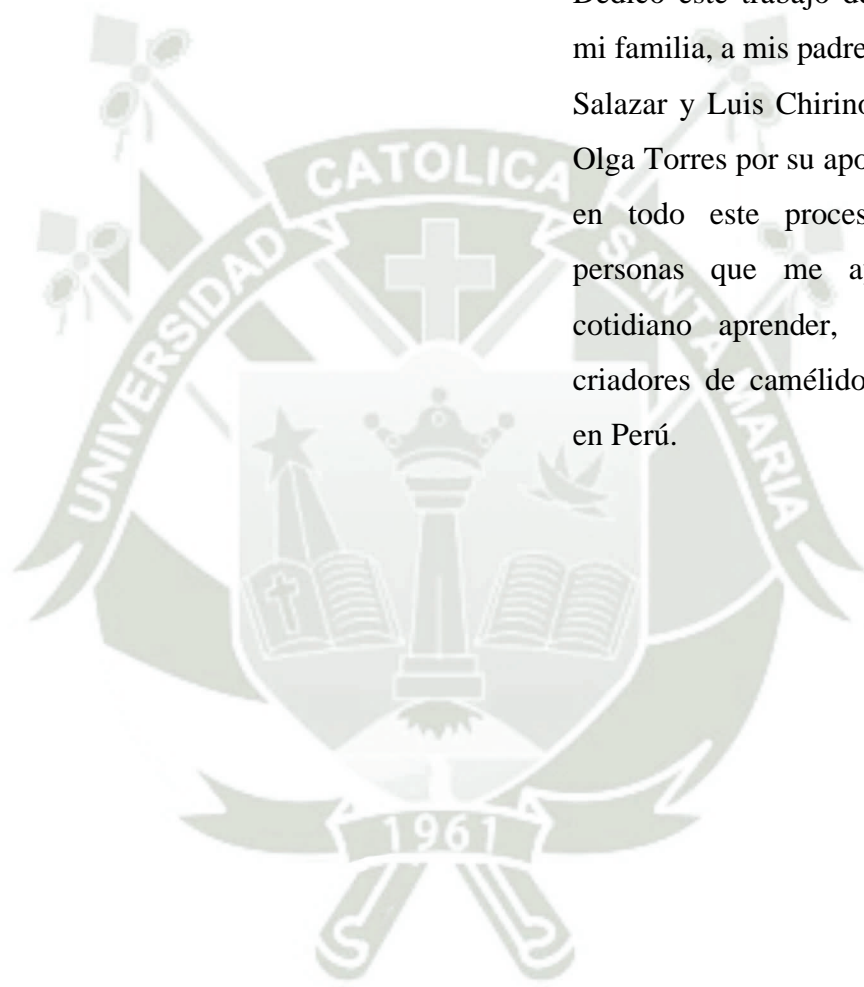 mi familia, a mis padre
Salazar y Luis Chirino
Olga Torres por su apo
en todo este proces
personas que me a
cotidiano aprender,
criadores de camélido
en Perú.
UNIVERSIDAD CATOLICA SANTA MARIA
1961